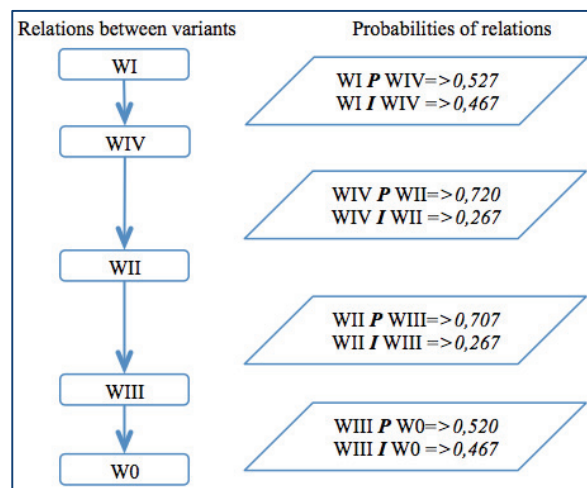 Relations between variants
Probabilities of relations
WI
WI P WIV=>0,527
WI I WIV=>0,467
WIV
WIV P WII=>0,720
WIV I WII =>0,267
WII
WII P WIII=>0,707
WII I WIII =>0,267
WIII
WIII P W0=>0,520
WIII I W0=>0,467
W0